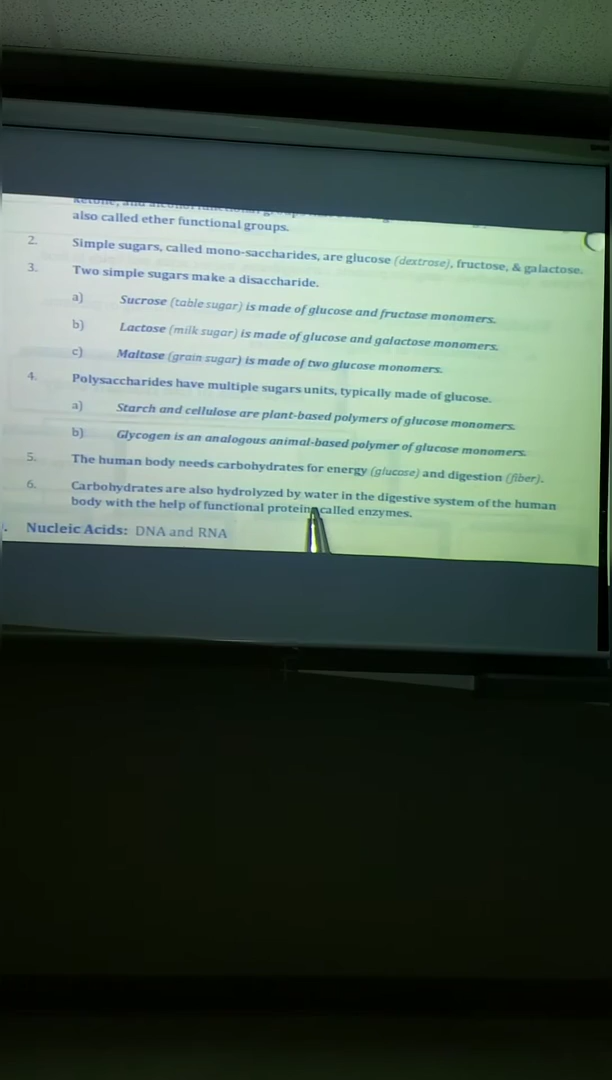 also called ether functional groups.
2. Simple sugars, called mono-saccharides, are glucose (dextrose), fructose, & galactose.
3. Two simple sugars make a disaccharide.
a) Sucrose (table sugar) is made of glucose and fructose monomers.
b) Lactose (milk sugar) is made of glucose and galactose monomers.
c) Maltose (grain sugar) is made of two glucose monomers.
4. Polysaccharides have multiple sugars units, typically made of glucose.
a) Starch and cellulose are plant-based polymers of glucose monomers.
b) Glycogen is an analogous animal-based polymer of glucose monomers.
5. The human body needs carbohydrates for energy (glucose) and digestion (fiber).
6. Carbohydrates are also hydrolyzed by water in the digestive system of the human
body with the help of functional proteins called enzymes.
. Nucleic Acids: DNA and RNA